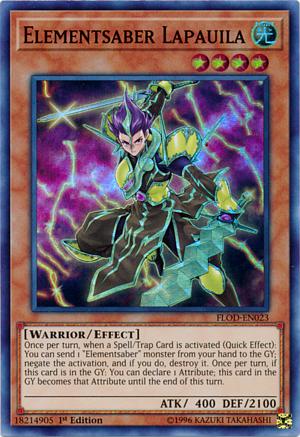 ELEMENTSABER LAPAUILA
光
FLOD-EN023
[WARRIOR/EFFECT]
Once per turn, when a Spell/Trap Card is activated (Quick Effect):
You can send 1 "Elementsaber" monster from your hand to the GY;
negate the activation, and if you do, destroy it. Once per turn, if
this card is in the GY: You can declare 1 Attribute; this card in the
GY becomes that Attribute until the end of this turn.
ATK/ 400 DEF/2100
18214905 1st Edition ©1996 KAZUKI TAKAHASHI